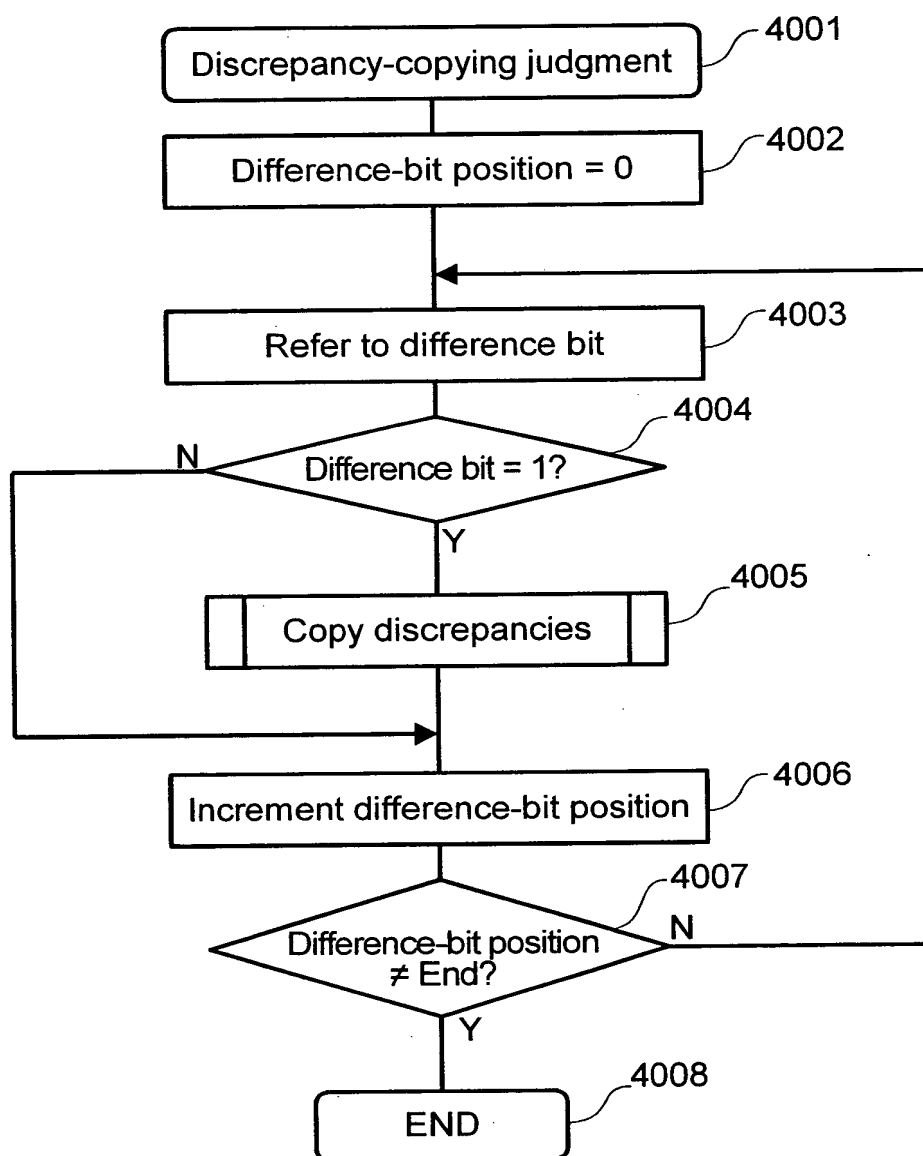 4001
Discrepancy-copying judgment
4002
Difference-bit position = 0
4003
Refer to difference bit
4004
N
Difference bit = 1?
Y
4005
Copy discrepancies
4006
Increment difference-bit position
4007
N
Difference-bit position
≠ End?
Y
4008
END